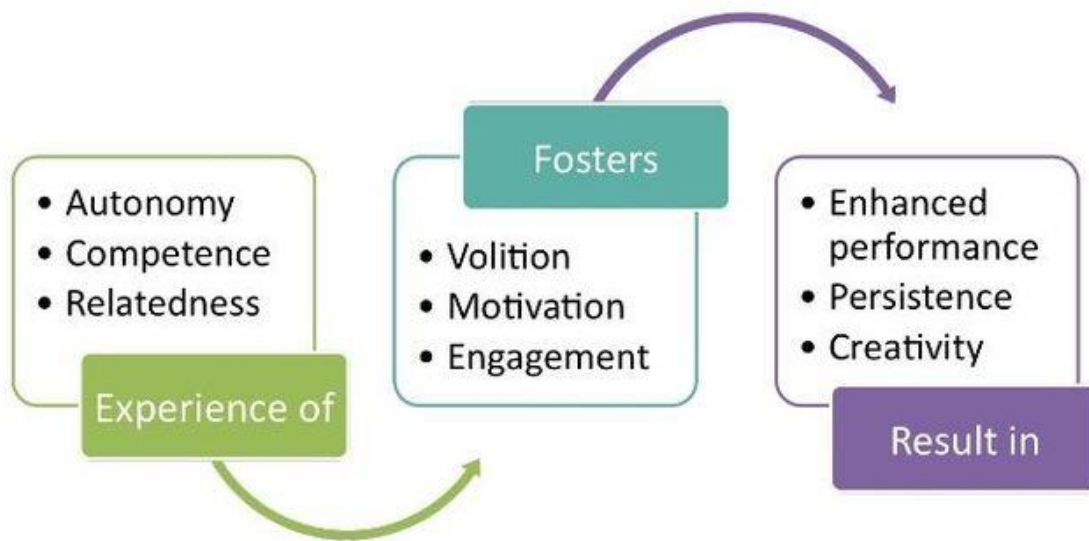 • Autonomy
• Competence
• Relatedness
Experience of
Fosters
• Volition
• Motivation
• Engagement
• Enhanced
performance
• Persistence
• Creativity
Result in